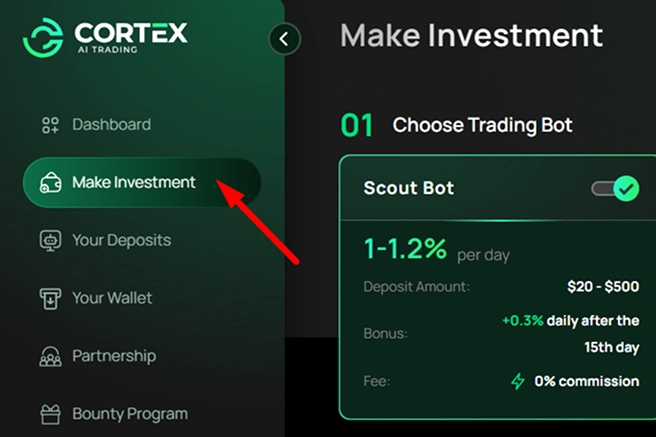 CORTEX
AI TRADING
Dashboard
Make Investment
Your Deposits
Your Wallet
Partnership
Bounty Program
Make Investment
01 Choose Trading Bot
Scout Bot
1-1.2% per day
Deposit Amount: $20 - $500
Bonus: +0.3% daily after the
15th day
Fee: 0% commission